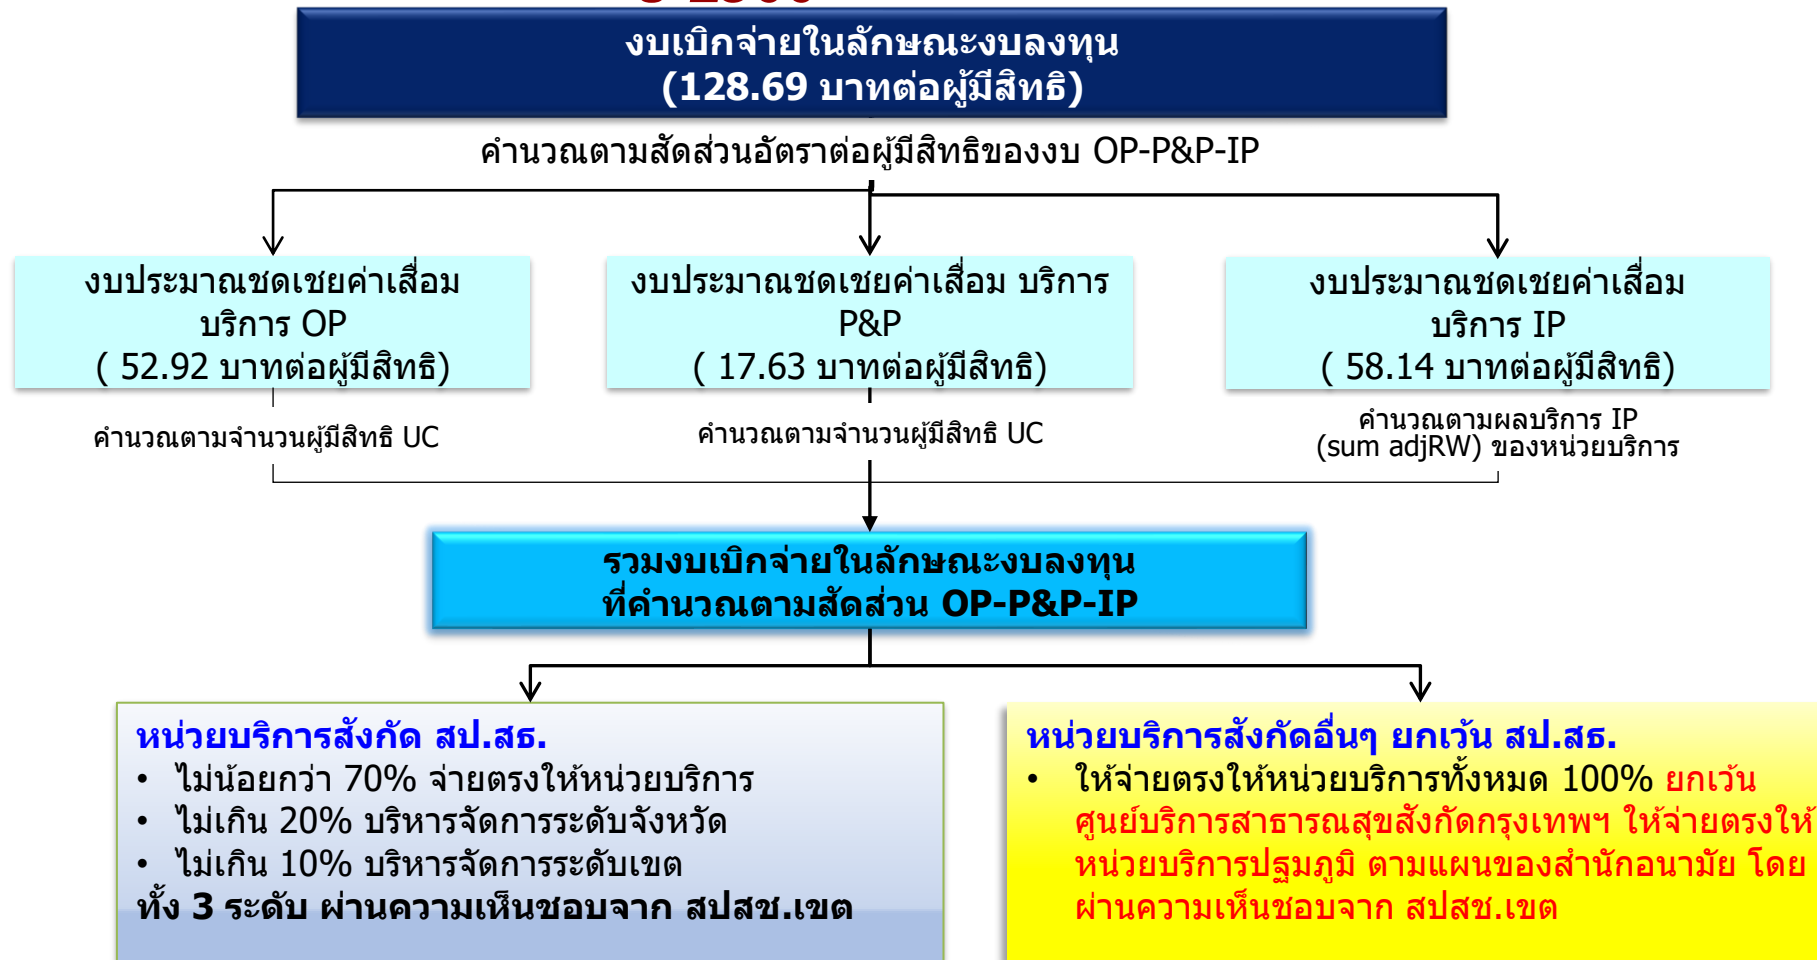 งบเบิกจ่ายในลักษณะงบลงทุน
(128.69 บาทต่อผู้มีสิทธิ)
คำนวณตามสัดส่วนอัตราต่อผู้มีสิทธิของงบ OP-P&P-IP
งบประมาณชดเชยค่าเสื่อม
บริการ OP
( 52.92 บาทต่อผู้มีสิทธิ)
งบประมาณชดเชยค่าเสื่อม บริการ
P&P
( 17.63 บาทต่อผู้มีสิทธิ)
งบประมาณชดเชยค่าเสื่อม
บริการ IP
( 58.14 บาทต่อผู้มีสิทธิ)
คำนวณตามจำนวนผู้มีสิทธิ UC
คำนวณตามจำนวนผู้มีสิทธิ UC
คำนวณตามผลบริการ IP
(sum adjRW) ของหน่วยบริการ
รวมงบเบิกจ่ายในลักษณะงบลงทุน
ที่คำนวณตามสัดส่วน OP-P&P-IP
หน่วยบริการสังกัด สป.สธ.
• ไม่น้อยกว่า 70% จ่ายตรงให้หน่วยบริการ
• ไม่เกิน 20% บริหารจัดการระดับจังหวัด
• ไม่เกิน 10% บริหารจัดการระดับเขต
ทั้ง 3 ระดับ ผ่านความเห็นชอบจาก สปสช.เขต
หน่วยบริการสังกัดอื่นๆ ยกเว้น สป.สธ.
• ให้จ่ายตรงให้หน่วยบริการทั้งหมด 100% ยกเว้น
ศูนย์บริการสาธารณสุขสังกัดกรุงเทพฯ ให้จ่ายตรงให้
หน่วยบริการปฐมภูมิ ตามแผนของสำนักอนามัย โดย
ผ่านความเห็นชอบจาก สปสช.เขต